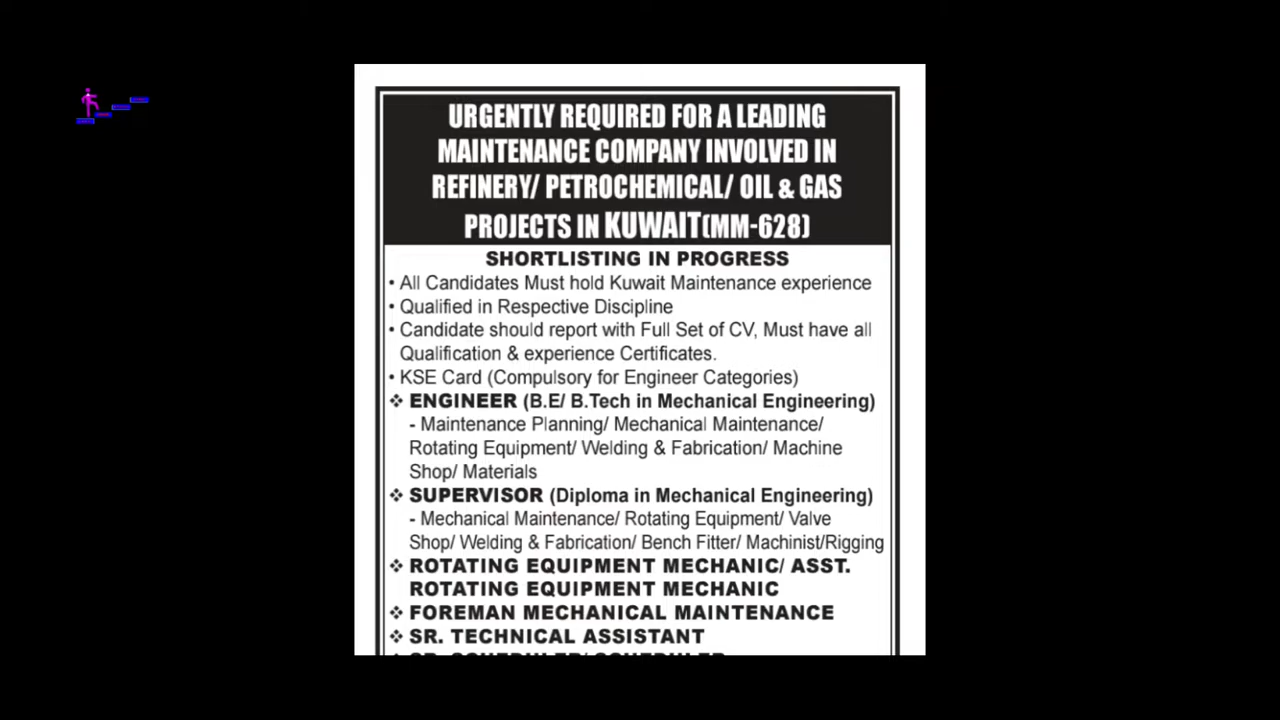 URGENTLY REQUIRED FOR A LEADING
MAINTENANCE COMPANY INVOLVED IN
REFINERY/ PETROCHEMICAL/ OIL & GAS
PROJECTS IN KUWAIT(MM-628)
SHORTLISTING IN PROGRESS
• All Candidates Must hold Kuwait Maintenance experience
• Qualified in Respective Discipline
• Candidate should report with Full Set of CV, Must have all
Qualification & experience Certificates.
• KSE Card (Compulsory for Engineer Categories)
❖ ENGINEER (B.E/ B.Tech in Mechanical Engineering)
- Maintenance Planning/ Mechanical Maintenance/
Rotating Equipment/ Welding & Fabrication/ Machine
Shop/ Materials
❖ SUPERVISOR (Diploma in Mechanical Engineering)
- Mechanical Maintenance/ Rotating Equipment/ Valve
Shop/ Welding & Fabrication/ Bench Fitter/ Machinist/Rigging
❖ ROTATING EQUIPMENT MECHANIC/ ASST.
ROTATING EQUIPMENT MECHANIC
❖ FOREMAN MECHANICAL MAINTENANCE
❖ SR. TECHNICAL ASSISTANT